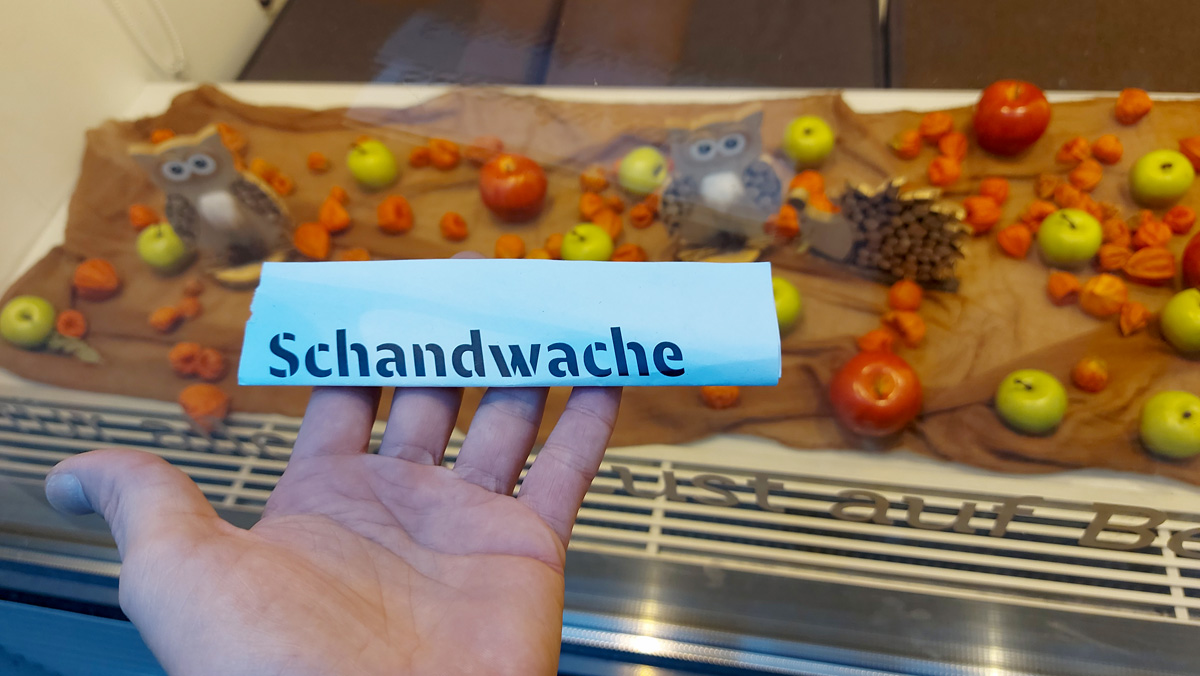 Schandwache
ust auf Be